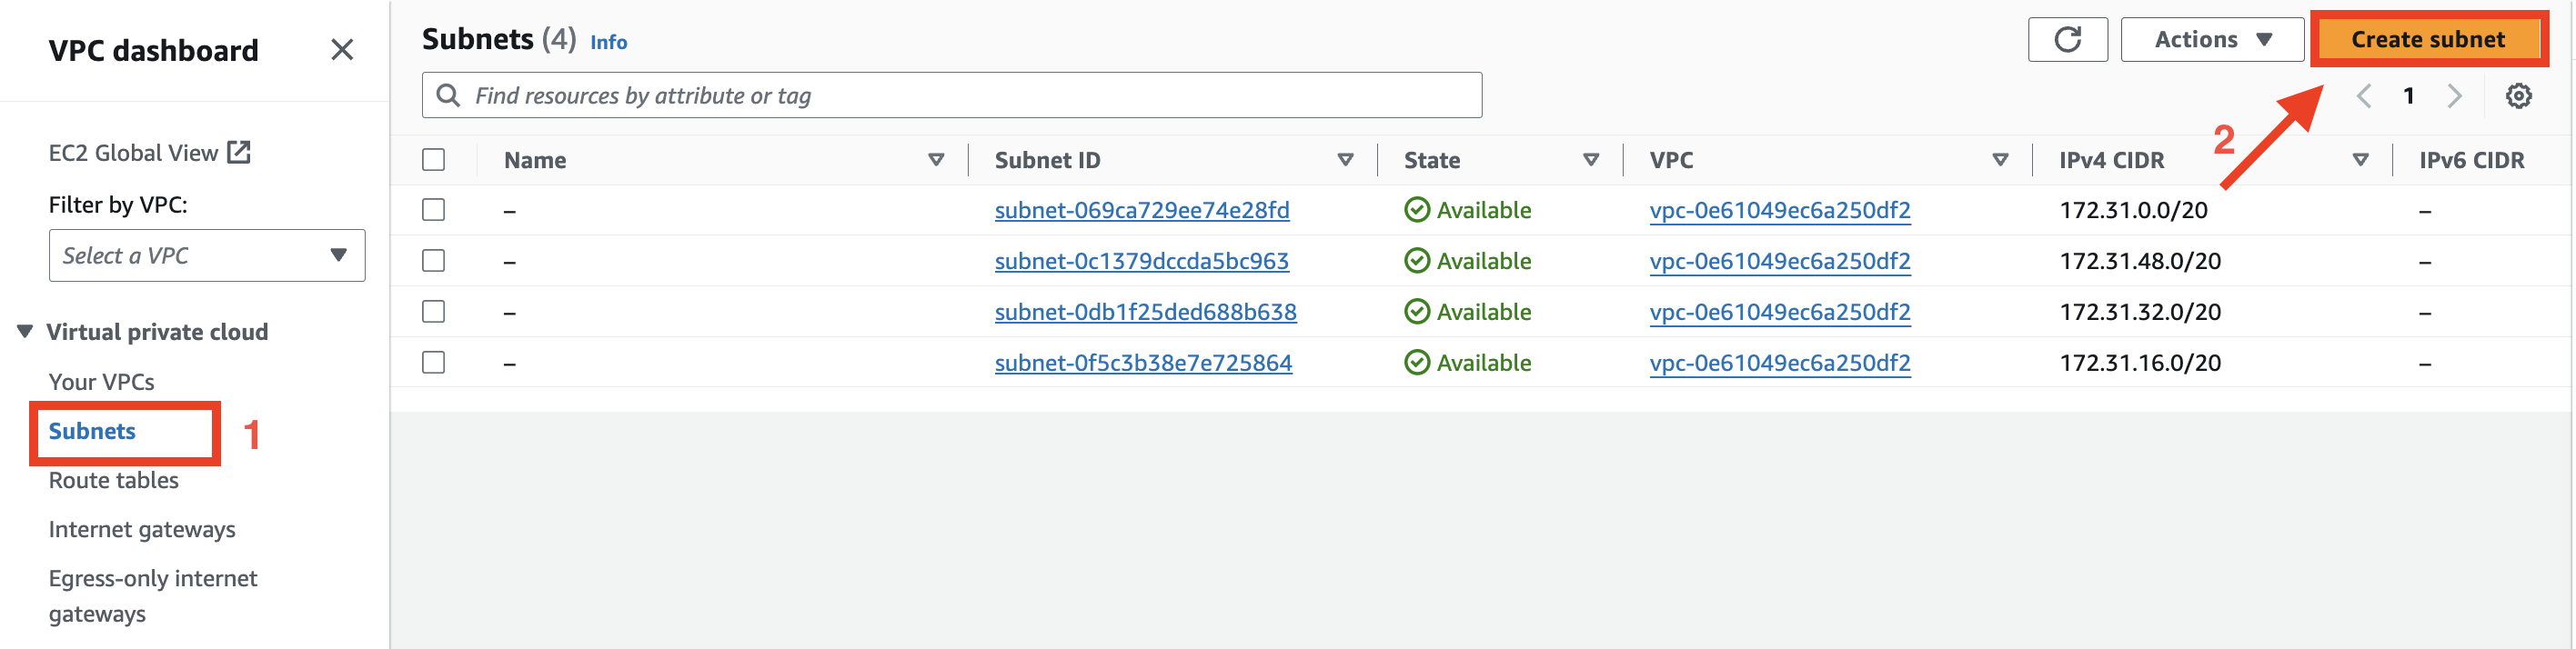 VPC dashboard
EC2 Global View
Filter by VPC:
Select a VPC
Virtual private cloud
Your VPCs
Subnets 1
Route tables
Internet gateways
Egress-only internet
gateways
Subnets (4) Info
Actions Create subnet
Find resources by attribute or tag
1
2
Name Subnet ID State VPC IPv4 CIDR IPv6 CIDR
– subnet-069ca729ee74e28fd Available vpc-0e61049ec6a250df2 172.31.0.0/20 –
– subnet-0c1379dccda5bc963 Available vpc-0e61049ec6a250df2 172.31.48.0/20 –
– subnet-0db1f25ded688b638 Available vpc-0e61049ec6a250df2 172.31.32.0/20 –
– subnet-0f5c3b38e7e725864 Available vpc-0e61049ec6a250df2 172.31.16.0/20 –